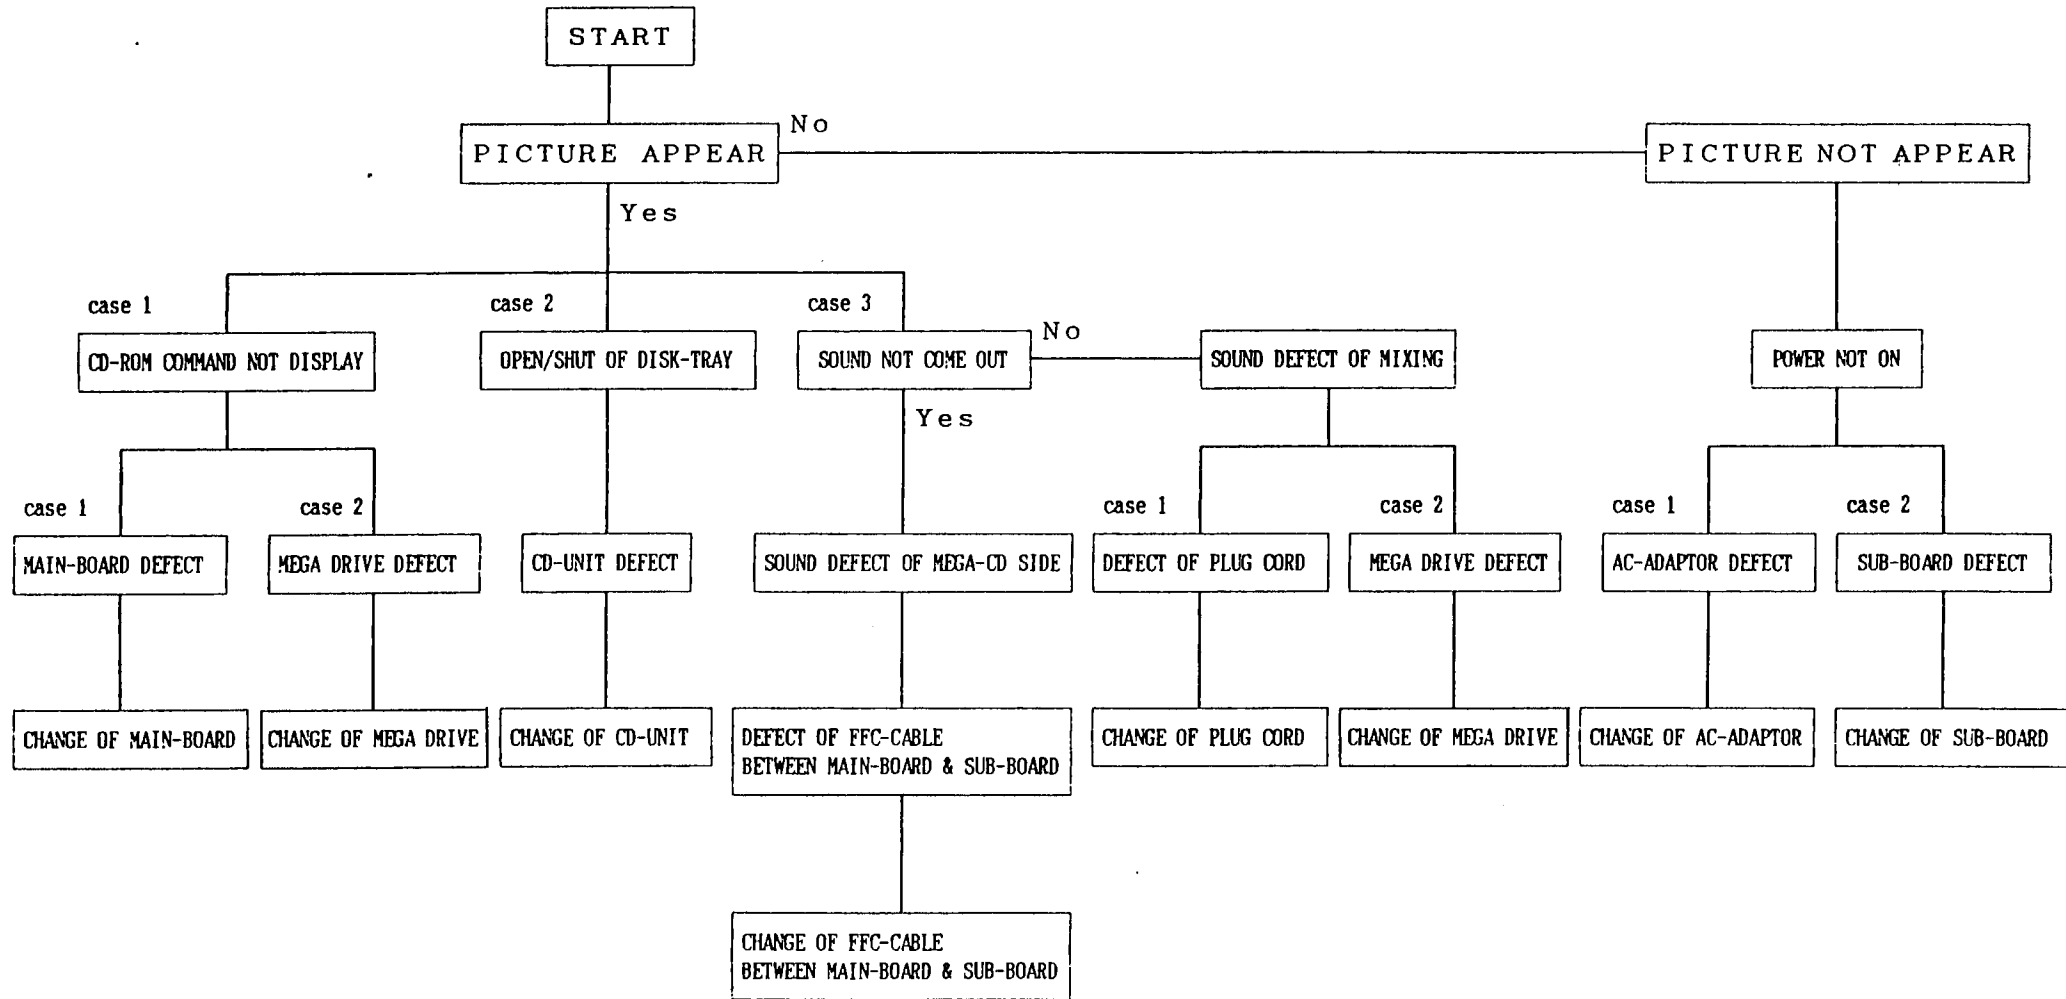 START
PICTURE APPEAR
No
PICTURE NOT APPEAR
Yes
case 1
case 2
case 3
CD-ROM COMMAND NOT DISPLAY
OPEN/SHUT OF DISK-TRAY
SOUND NOT COME OUT
No
SOUND DEFECT OF MIXING
POWER NOT ON
Yes
case 1
case 2
case 1
case 2
case 1
case 2
MAIN-BOARD DEFECT
MEGA DRIVE DEFECT
CD-UNIT DEFECT
SOUND DEFECT OF MEGA-CD SIDE
DEFECT OF PLUG CORD
MEGA DRIVE DEFECT
AC-ADAPTOR DEFECT
SUB-BOARD DEFECT
CHANGE OF MAIN-BOARD
CHANGE OF MEGA DRIVE
CHANGE OF CD-UNIT
DEFECT OF FFC-CABLE
BETWEEN MAIN-BOARD & SUB-BOARD
CHANGE OF PLUG CORD
CHANGE OF MEGA DRIVE
CHANGE OF AC-ADAPTOR
CHANGE OF SUB-BOARD
CHANGE OF FFC-CABLE
BETWEEN MAIN-BOARD & SUB-BOARD